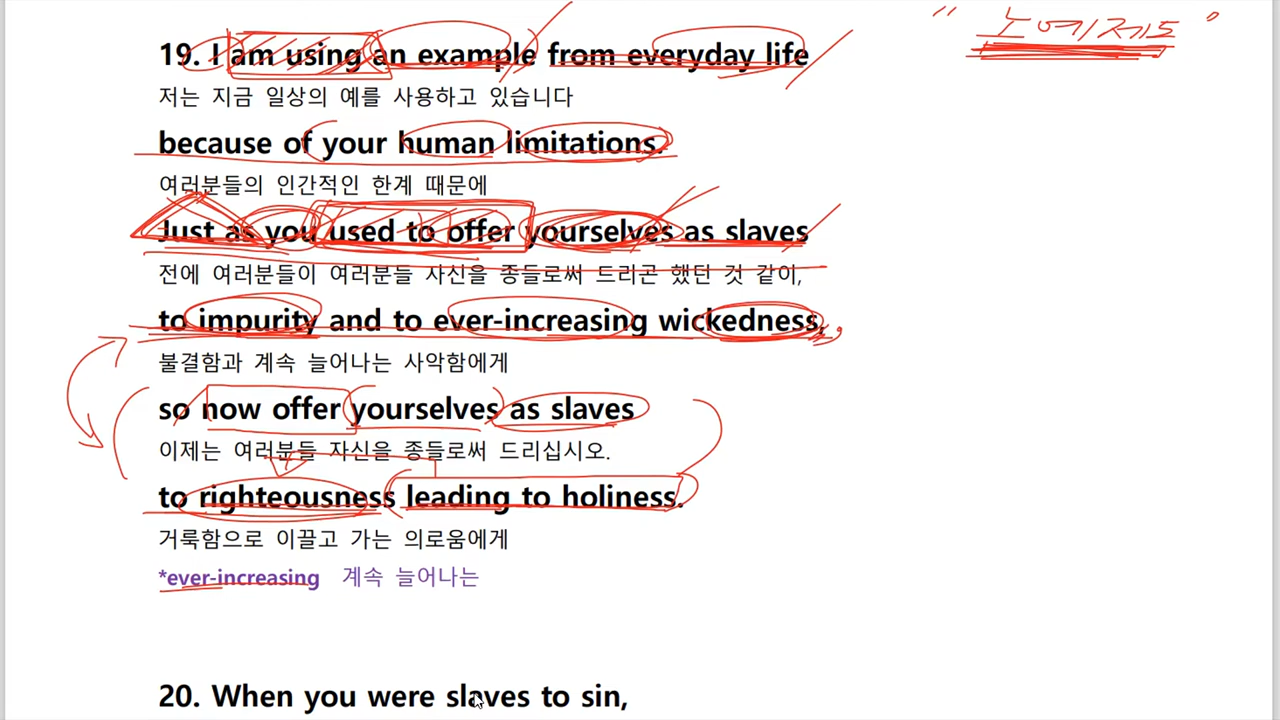 " 노예제도 "
19. I am using an example from everyday life
저는 지금 일상의 예를 사용하고 있습니다
because of your human limitations.
여러분들의 인간적인 한계 때문에
Just as you used to offer yourselves as slaves
전에 여러분들이 여러분들 자신을 종들로써 드리곤 했던 것 같이,
to impurity and to ever-increasing wickedness,
불결함과 계속 늘어나는 사악함에게
so now offer yourselves as slaves
이제는 여러분들 자신을 종들로써 드리십시오.
to righteousness leading to holiness.
거룩함으로 이끌고 가는 의로움에게
*ever-increasing 계속 늘어나는
20. When you were slaves to sin,